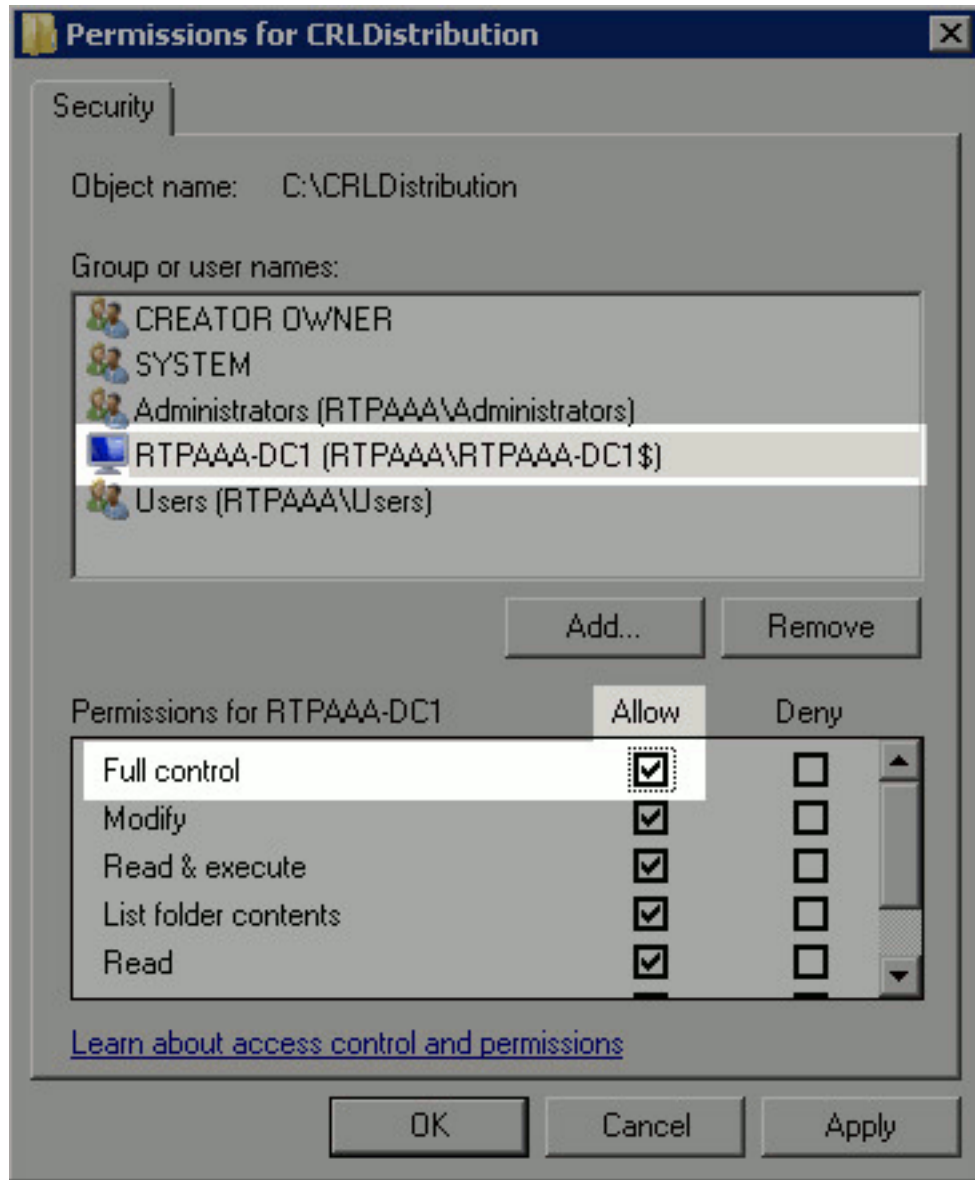 Permissions for CRLDistribution
Security
Object name: C:\CRLDistribution
Group or user names:
CREATOR OWNER
SYSTEM
Administrators (RTPAAA\Administrators)
RTPAAA-DC1 (RTPAAA\RTPAAA-DC1$)
Users (RTPAAA\Users)
Add... Remove
Permissions for RTPAAA-DC1 Allow Deny
Full control
Modify
Read & execute
List folder contents
Read
Learn about access control and permissions
OK Cancel Apply